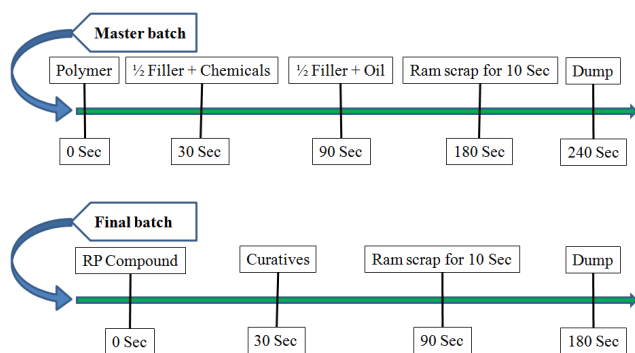 Master batch
Polymer ½ Filler + Chemicals ½ Filler + Oil Ram scrap for 10 Sec Dump
0 Sec 30 Sec 90 Sec 180 Sec 240 Sec
Final batch
RP Compound Curatives Ram scrap for 10 Sec Dump
0 Sec 30 Sec 90 Sec 180 Sec